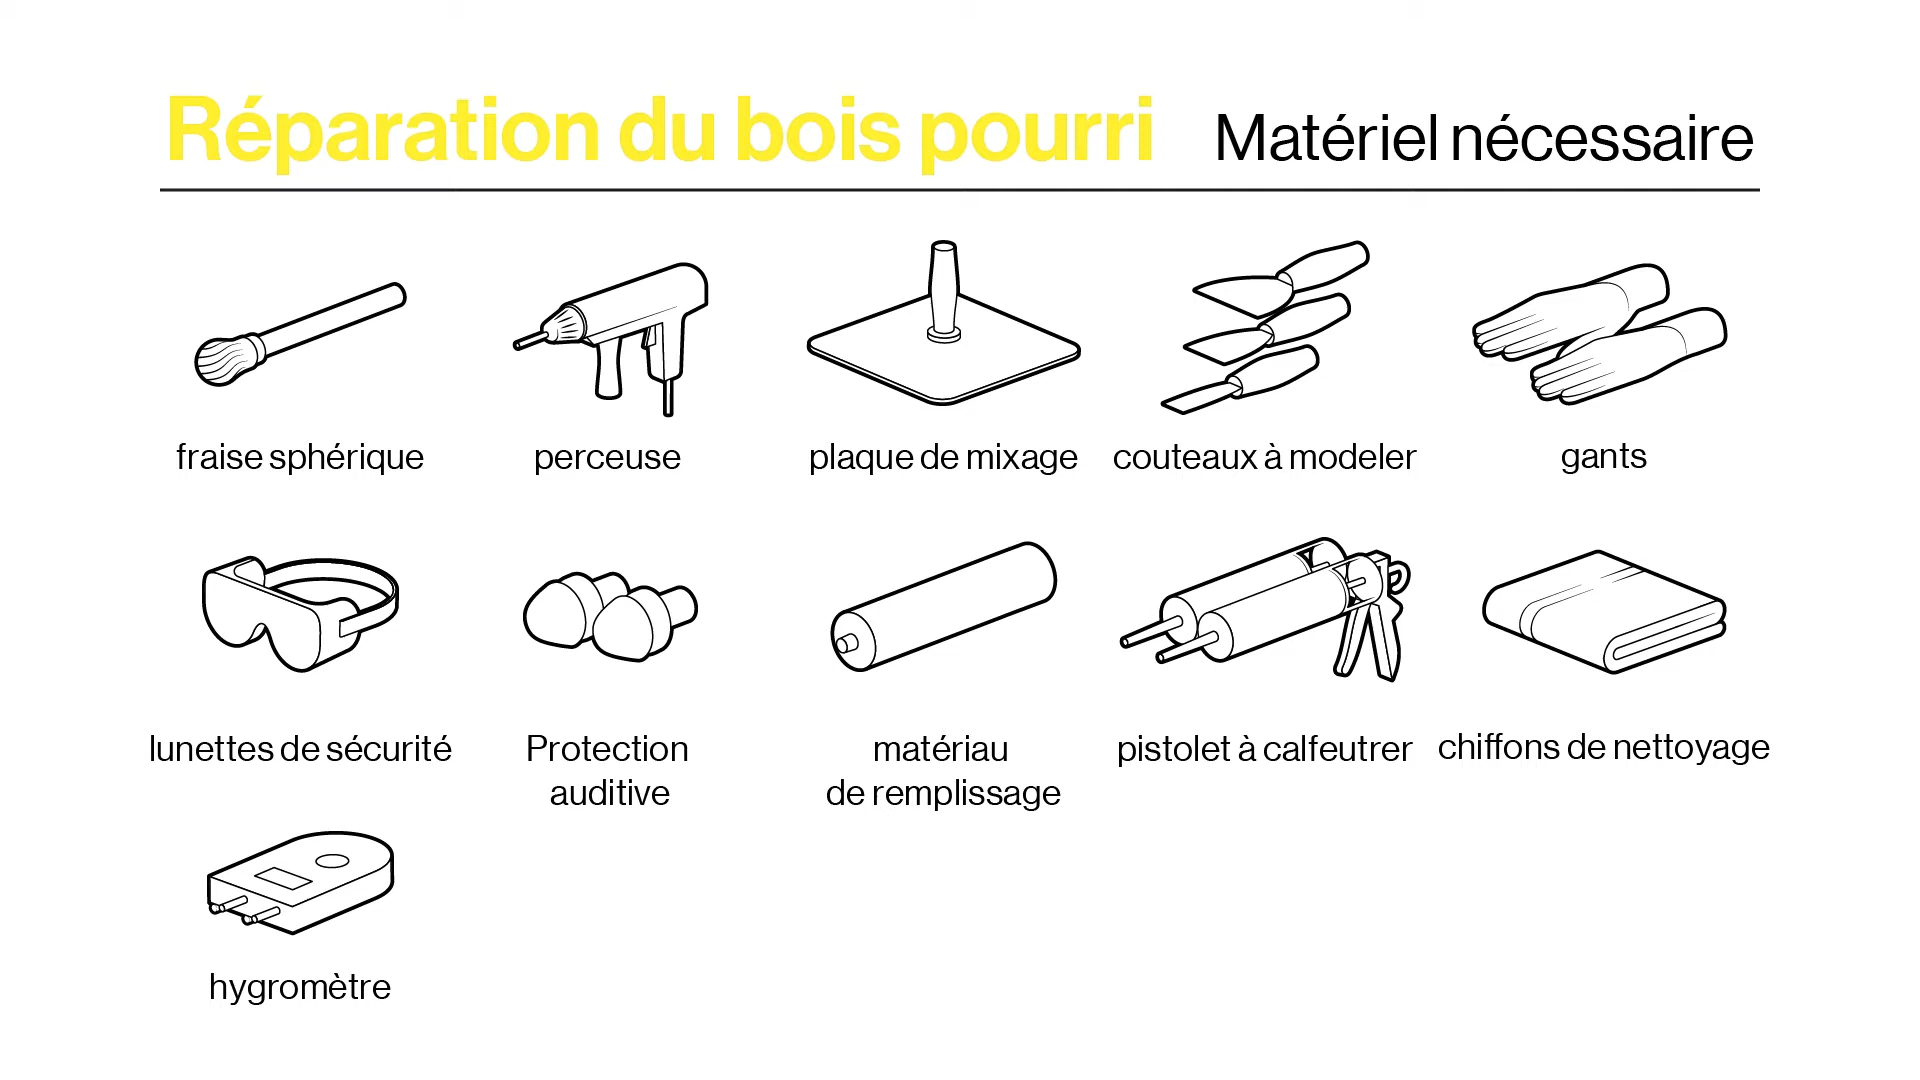 Réparation du bois pourri Matériel nécessaire
fraise sphérique
perceuse
plaque de mixage
couteaux à modeler
gants
lunettes de sécurité
Protection
auditive
matériau
de remplissage
pistolet à calfeutrer
chiffons de nettoyage
hygromètre